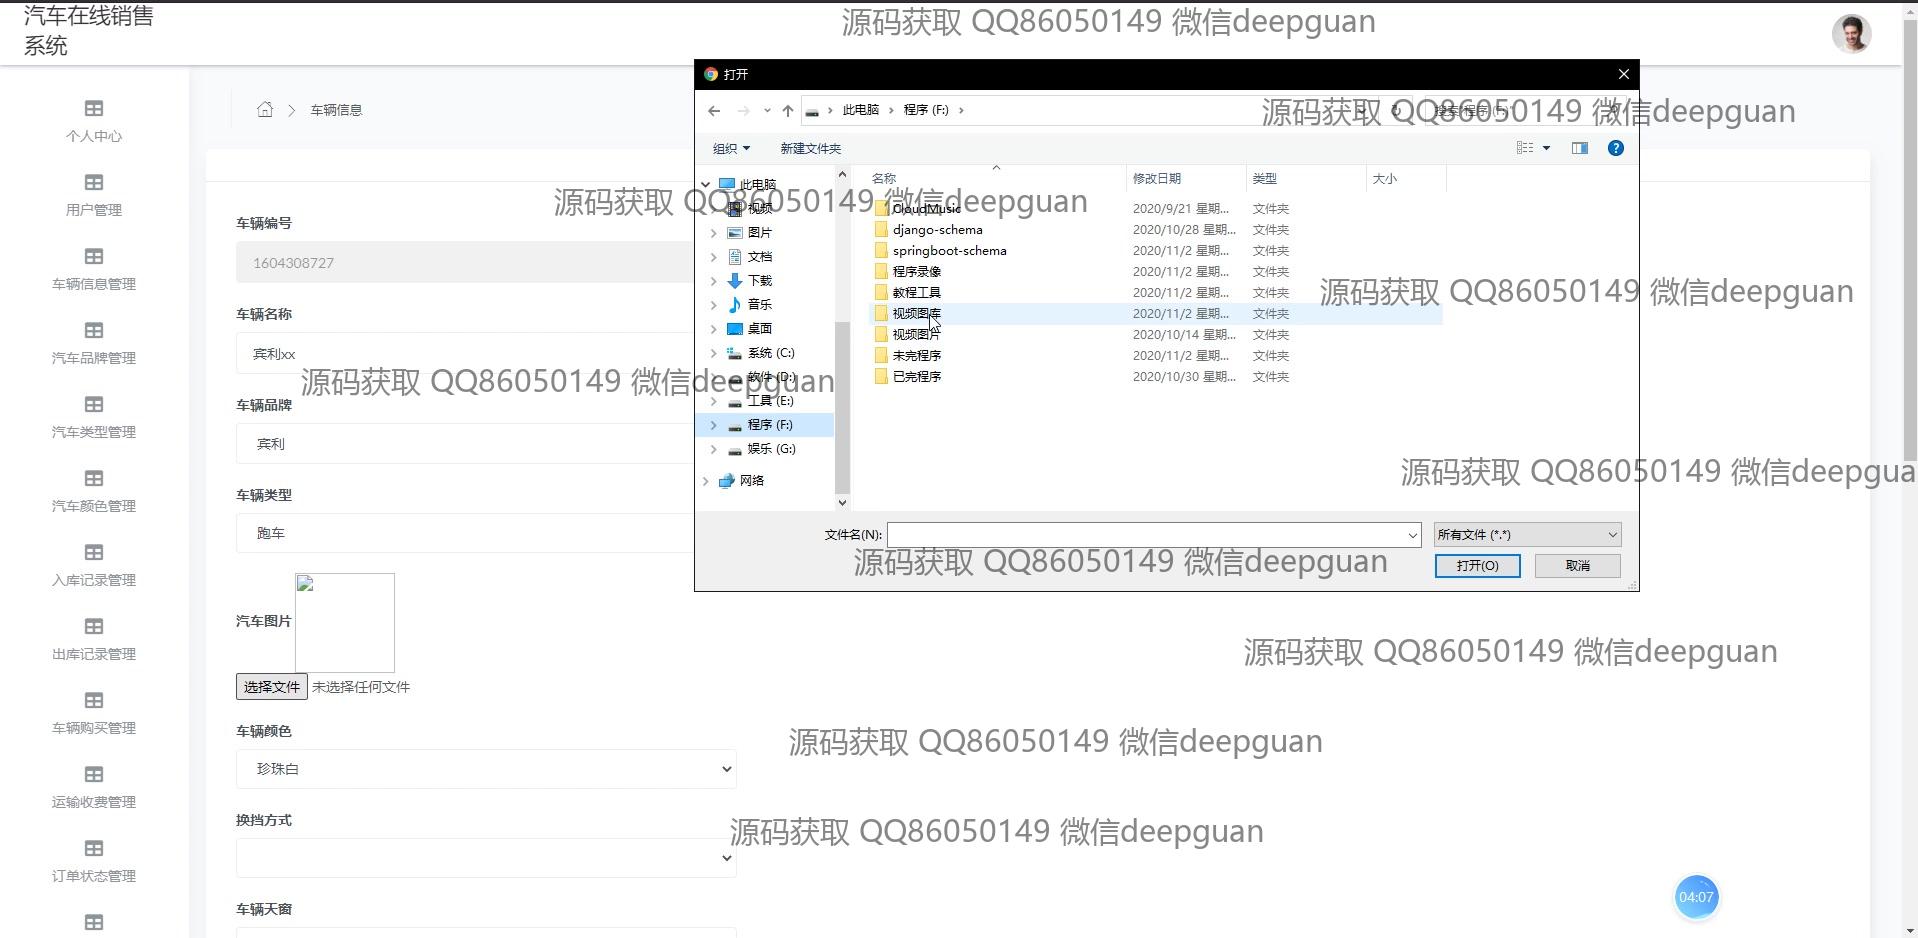 汽车在线销售
系统
源码获取 QQ86050149 微信deepguan
个人中心
用户管理
车辆信息管理
汽车品牌管理
汽车类型管理
汽车颜色管理
入库记录管理
出库记录管理
车辆购买管理
运输收费管理
订单状态管理
车辆信息
车辆编号
1604308727
车辆名称
宾利xx
车辆品牌
宾利
车辆类型
跑车
汽车图片
选择文件 未选择任何文件
车辆颜色
珍珠白
换挡方式
车辆天窗
打开
此电脑 程序 (F:)
源码获取 QQ86050149 微信deepguan
组织 新建文件夹
此电脑
视频
图片
文档
下载
音乐
桌面
系统 (C:)
软件 (D:)
工具 (E:)
程序 (F:)
娱乐 (G:)
网络
名称 修改日期 类型 大小
源码获取 QQ86050149 微信deepguan
CloudMusic 2020/9/21 星期... 文件夹
django-schema 2020/10/28 星期... 文件夹
springboot-schema 2020/11/2 星期... 文件夹
程序录像 2020/11/2 星期... 文件夹
教程工具 2020/11/2 星期... 文件夹
源码获取 QQ86050149 微信deepguan
视频图库 2020/11/2 星期... 文件夹
视频图片 2020/10/14 星期... 文件夹
未完程序 2020/11/2 星期... 文件夹
已完程序 2020/10/30 星期... 文件夹
源码获取 QQ86050149 微信deepguan
源码获取 QQ86050149 微信deepgua
文件名(N): 所有文件 (*.*)
打开(O) 取消
源码获取 QQ86050149 微信deepguan
源码获取 QQ86050149 微信deepguan
源码获取 QQ86050149 微信deepguan
源码获取 QQ86050149 微信deepguan
04:07